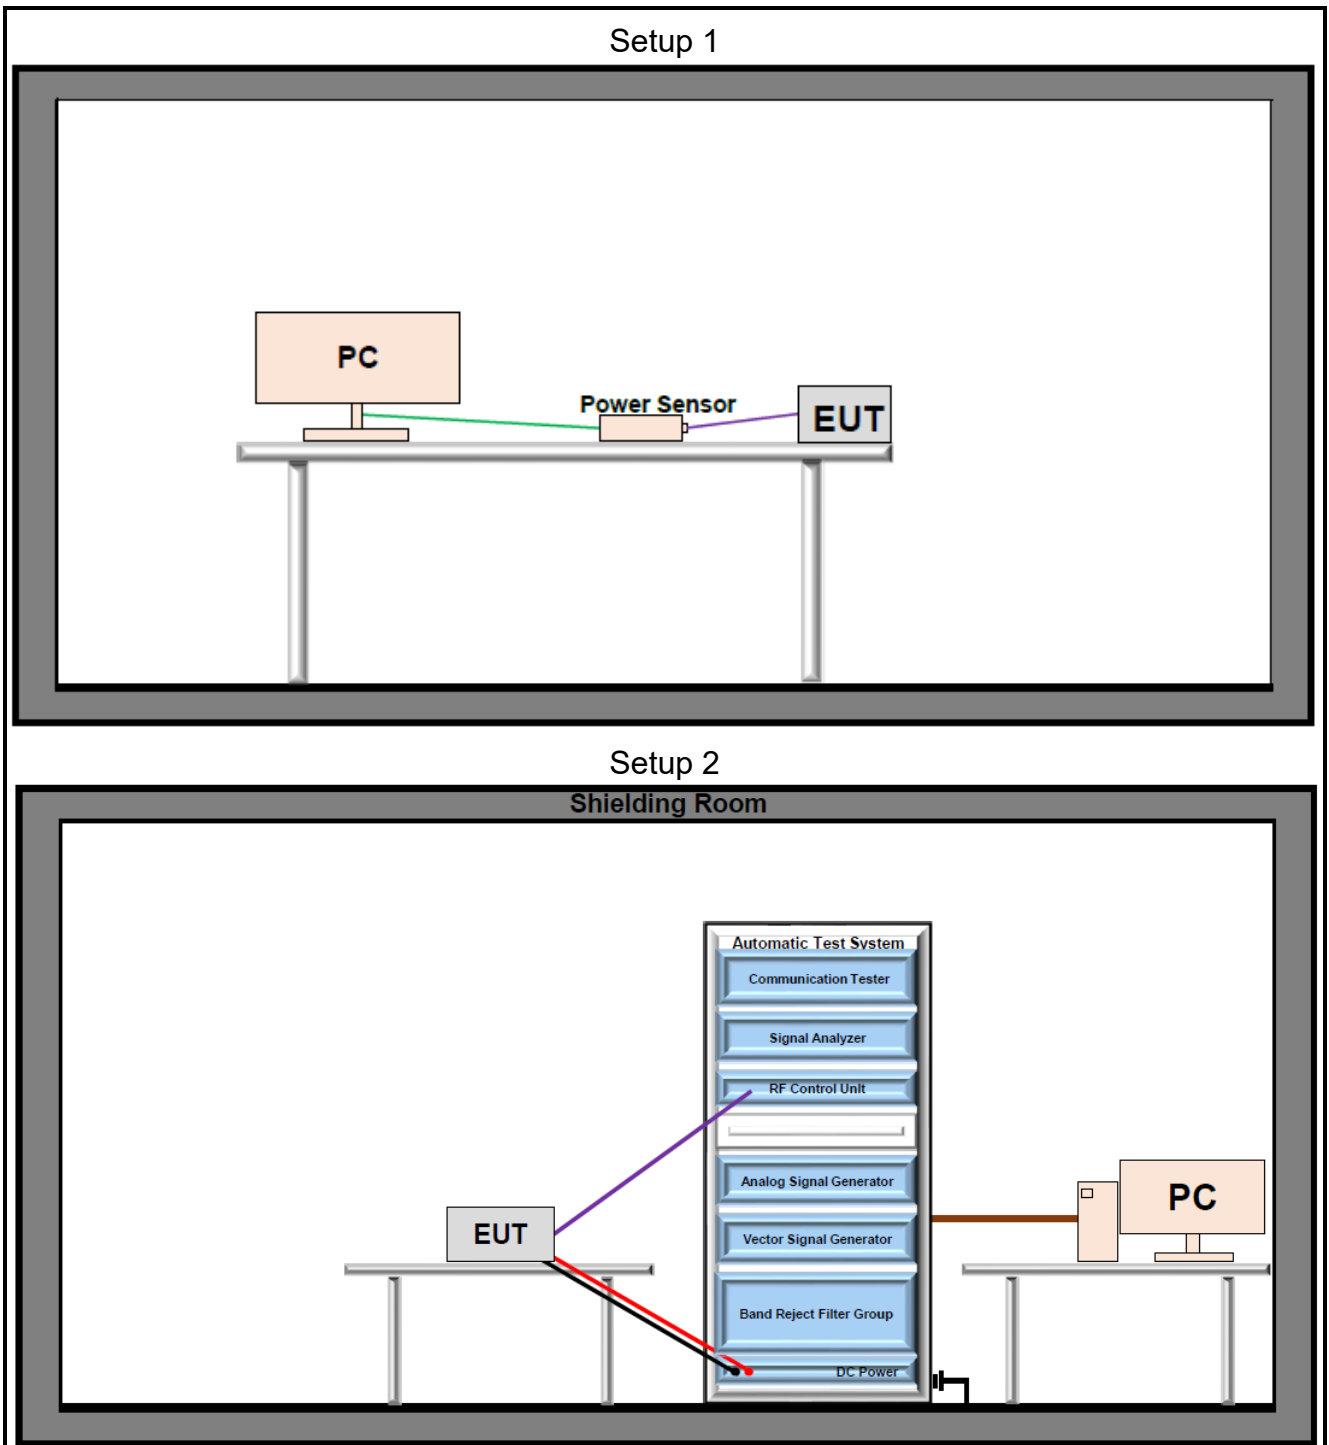 Setup 1
PC
Power Sensor
EUT
Setup 2
Shielding Room
Automatic Test System
Communication Tester
Signal Analyzer
RF Control Unit
Analog Signal Generator
Vector Signal Generator
Band Reject Filter Group
DC Power
EUT
PC